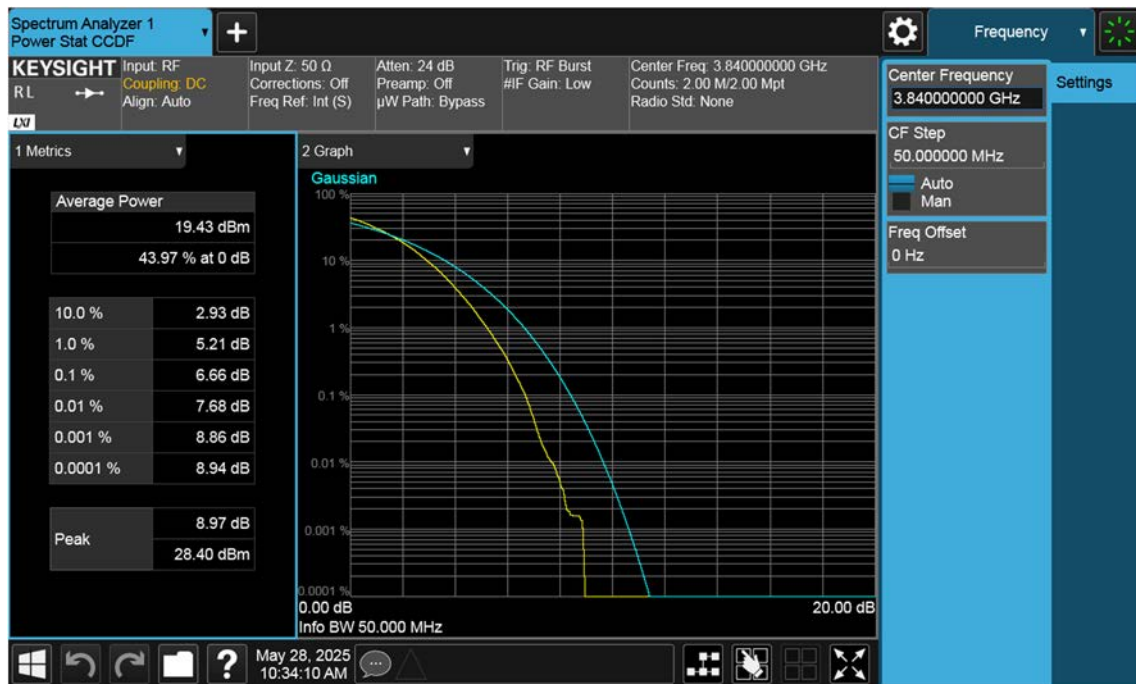 Spectrum Analyzer 1
Power Stat CCDF
+
Frequency
KEYSIGHT
RL
LXI
Input: RF
Coupling: DC
Align: Auto
Input Z: 50 Ω
Corrections: Off
Freq Ref: Int (S)
Atten: 24 dB
Preamp: Off
µW Path: Bypass
Trig: RF Burst
#IF Gain: Low
Center Freq: 3.840000000 GHz
Counts: 2.00 M/2.00 Mpt
Radio Std: None
Center Frequency
3.840000000 GHz
Settings
CF Step
50.000000 MHz
Auto
Man
Freq Offset
0 Hz
1 Metrics
Average Power
19.43 dBm
43.97 % at 0 dB
10.0 % 2.93 dB
1.0 % 5.21 dB
0.1 % 6.66 dB
0.01 % 7.68 dB
0.001 % 8.86 dB
0.0001 % 8.94 dB
Peak
8.97 dB
28.40 dBm
2 Graph
Gaussian
100 %
10 %
1 %
0.1 %
0.01 %
0.001 %
0.0001 %
0.00 dB 20.00 dB
Info BW 50.000 MHz
?
May 28, 2025
10:34:10 AM